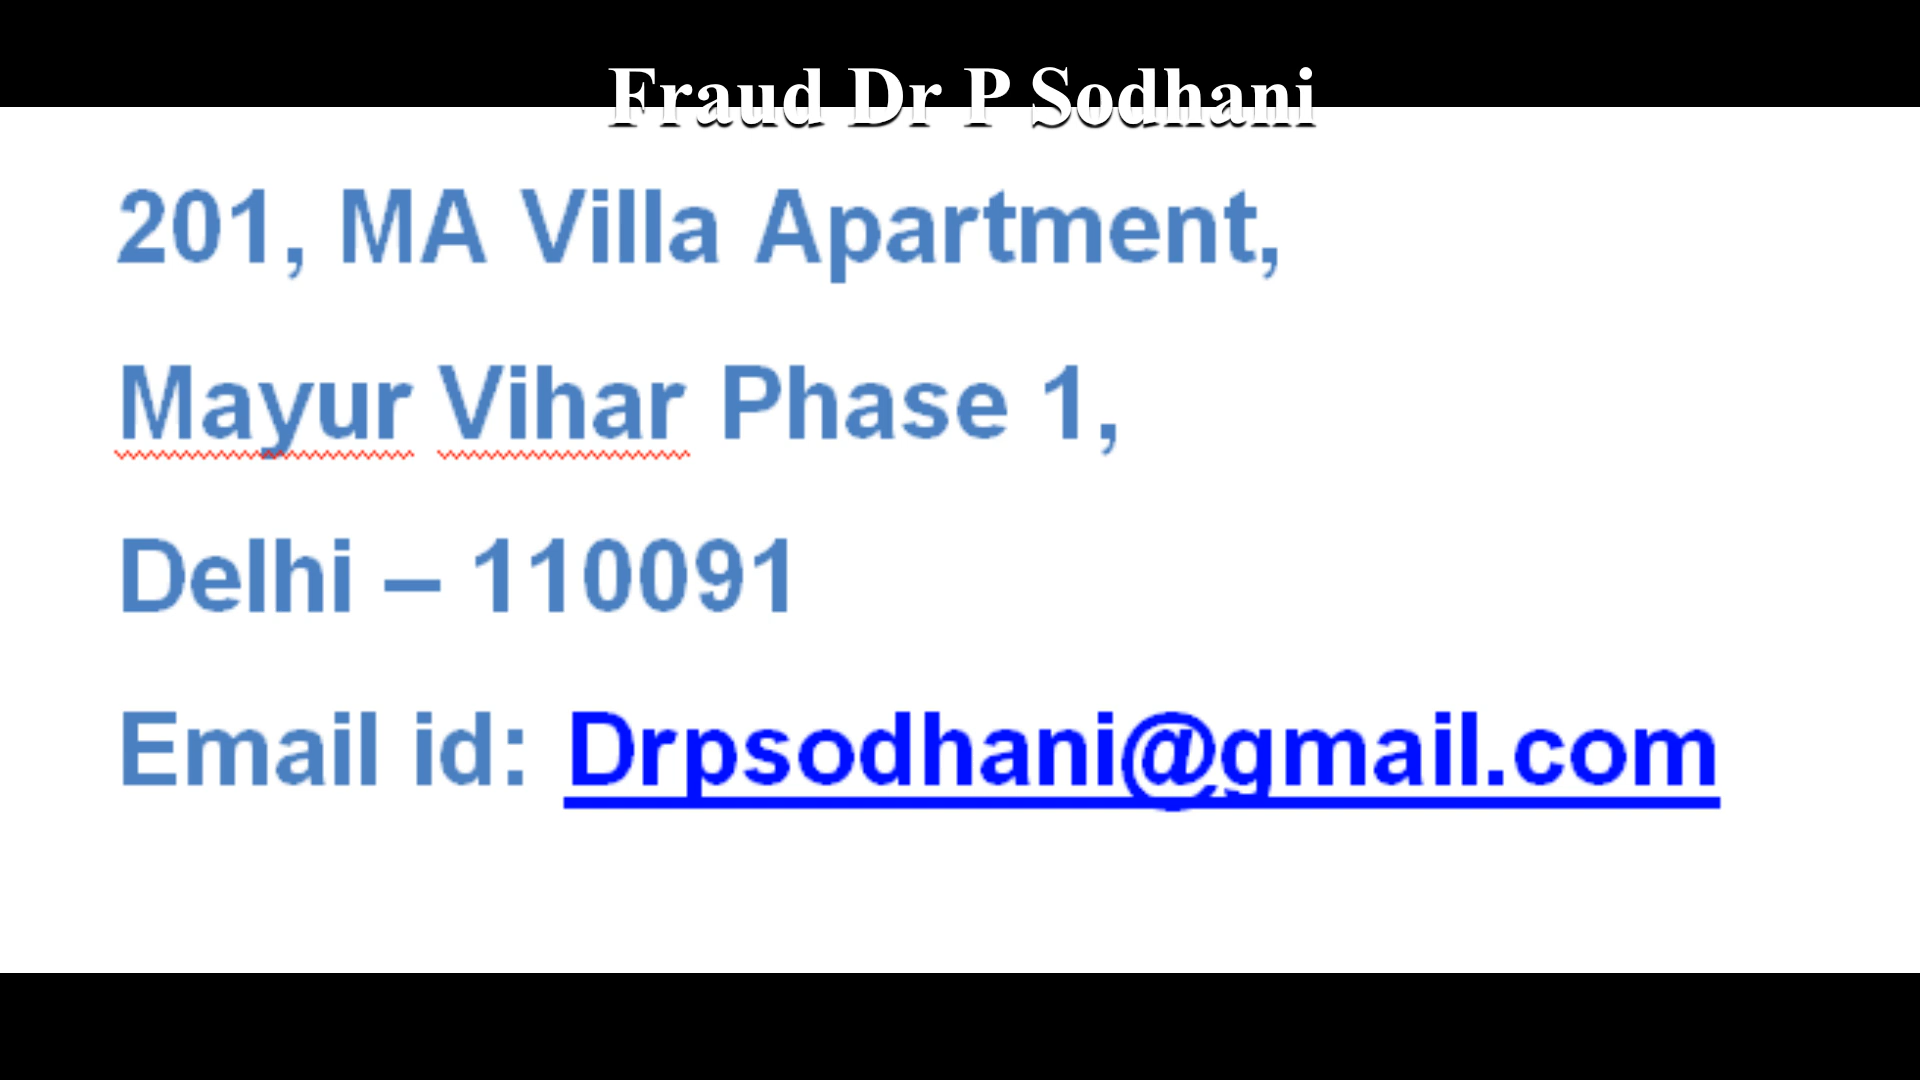 Fraud Dr P Sodhani
201, MA Villa Apartment,
Mayur Vihar Phase 1,
Delhi – 110091
Email id: Drpsodhani@gmail.com